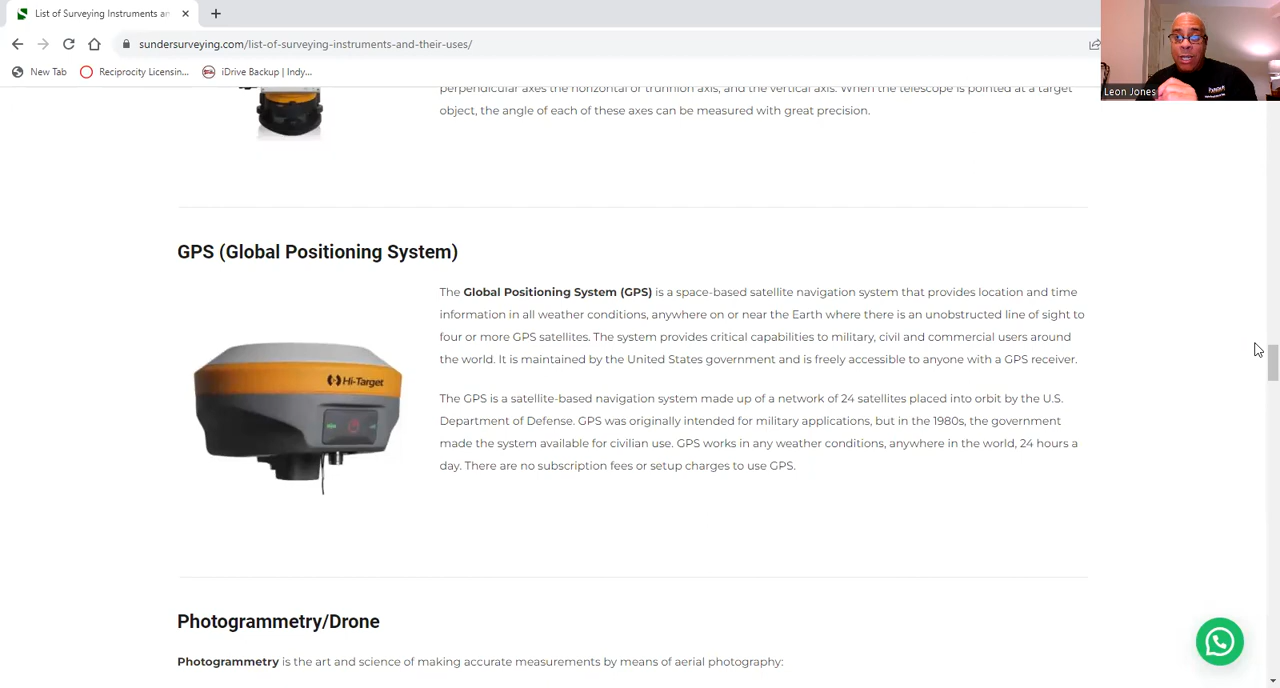 List of Surveying Instruments an
sundersurveying.com/list-of-surveying-instruments-and-their-uses/
New Tab
Reciprocity Licensin...
iDrive Backup | Indy...
Leon Jones
perpendicular axes the horizontal or trunnion axis, and the vertical axis. When the telescope is pointed at a target
object, the angle of each of these axes can be measured with great precision.
GPS (Global Positioning System)
Hi-Target
The Global Positioning System (GPS) is a space-based satellite navigation system that provides location and time
information in all weather conditions, anywhere on or near the Earth where there is an unobstructed line of sight to
four or more GPS satellites. The system provides critical capabilities to military, civil and commercial users around
the world. It is maintained by the United States government and is freely accessible to anyone with a GPS receiver.
The GPS is a satellite-based navigation system made up of a network of 24 satellites placed into orbit by the U.S.
Department of Defense. GPS was originally intended for military applications, but in the 1980s, the government
made the system available for civilian use. GPS works in any weather conditions, anywhere in the world, 24 hours a
day. There are no subscription fees or setup charges to use GPS.
Photogrammetry/Drone
Photogrammetry is the art and science of making accurate measurements by means of aerial photography: